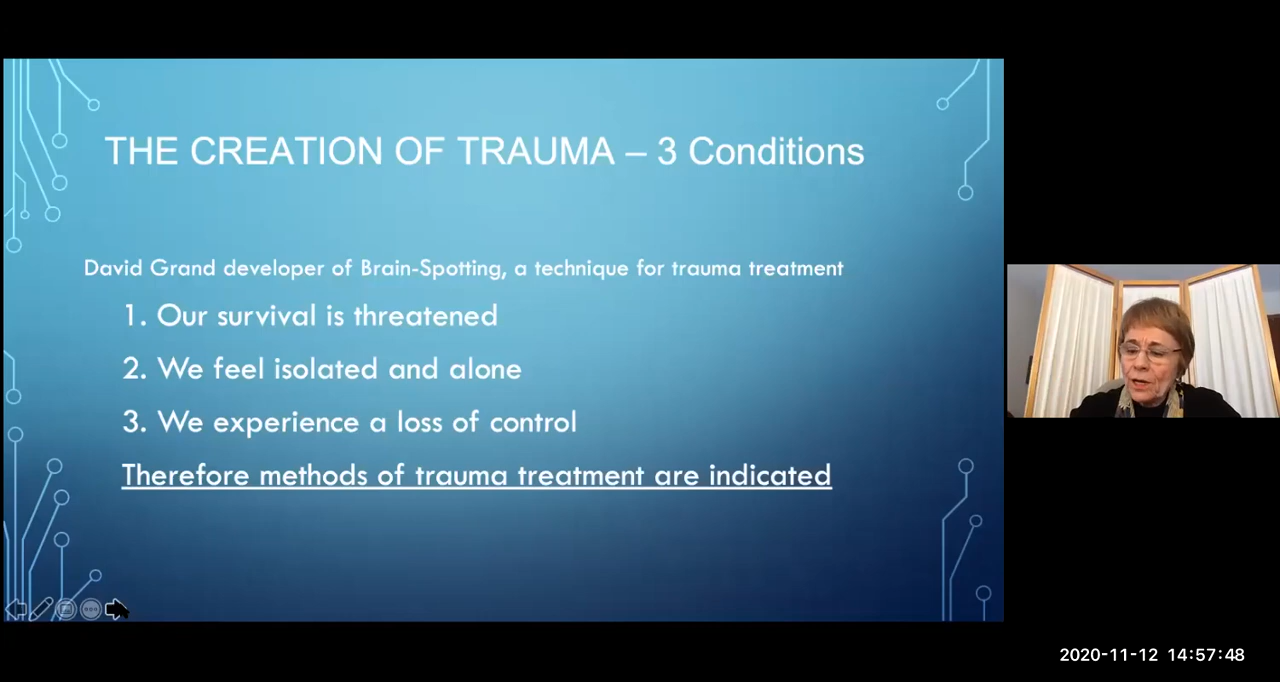 THE CREATION OF TRAUMA – 3 Conditions
David Grand developer of Brain-Spotting, a technique for trauma treatment
1. Our survival is threatened
2. We feel isolated and alone
3. We experience a loss of control
Therefore methods of trauma treatment are indicated
2020-11-12 14:57:48